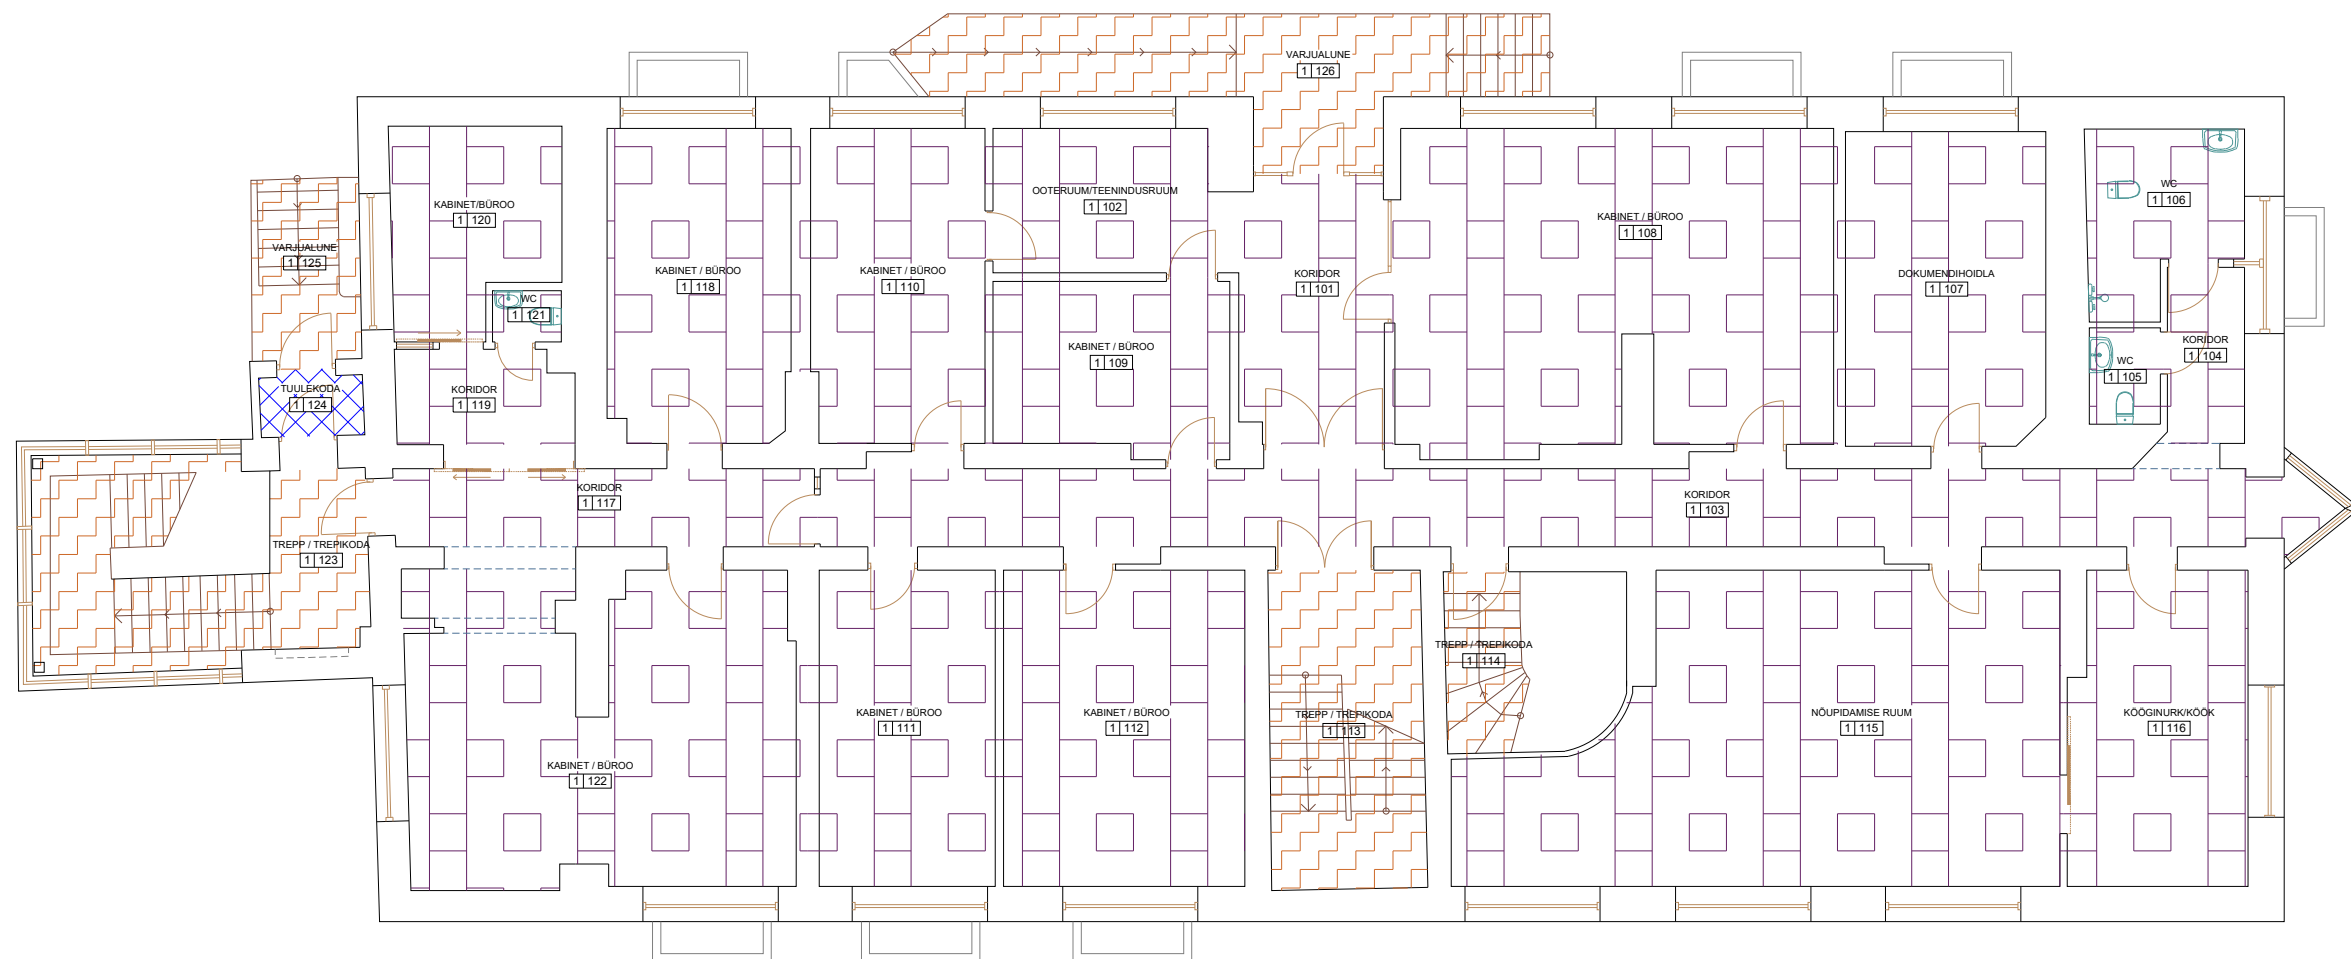 VARJUALUNE
1 126
KABINET/BÜROO
1 120
OOTERUUM/TEENINDUSRUUM
1 102
WC
1 106
KABINET / BÜROO
1 108
VARJUALUNE
1 125
KABINET / BÜROO
1 118
KABINET / BÜROO
1 110
KORIDOR
1 101
DOKUMENDIHOIDLA
1 107
WC
1 121
KABINET / BÜROO
1 109
KORIDOR
1 104
WC
1 105
TUULEKODA
1 124
KORIDOR
1 119
KORIDOR
1 117
KORIDOR
1 103
TREPP / TREPIKODA
1 123
TREPP / TREPIKODA
1 114
KABINET / BÜROO
1 111
KABINET / BÜROO
1 112
TREPP / TREPIKODA
1 113
NÕUPIDAMISE RUUM
1 115
KÖÖGINURK/KÖÖK
1 116
KABINET / BÜROO
1 122